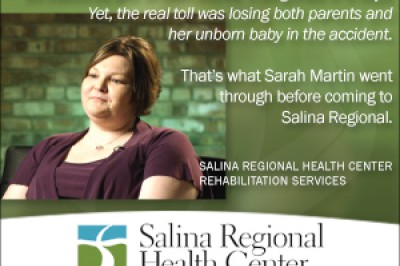 Yet, the real toll was losing both parents and
her unborn baby in the accident.
That's what Sarah Martin went
through before coming to
Salina Regional.
SALINA REGIONAL HEALTH CENTER
REHABILITATION SERVICES
Salina Regional
Health Center